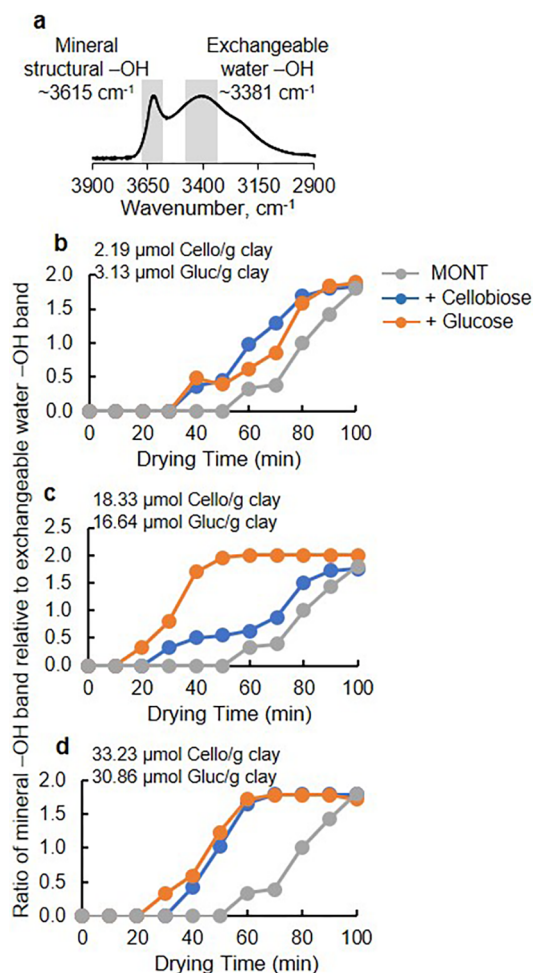 a
Mineral
structural –OH
~3615 cm⁻¹
Exchangeable
water –OH
~3381 cm⁻¹
3900 3650 3400 3150 2900
Wavenumber, cm⁻¹
Ratio of mineral –OH band relative to exchangeable water –OH band
b
2.19 µmol Cello/g clay
3.13 µmol Gluc/g clay
2.0
1.5
1.0
0.5
0.0
0 20 40 60 80 100
Drying Time (min)
MONT
+ Cellobiose
+ Glucose
c
18.33 µmol Cello/g clay
16.64 µmol Gluc/g clay
2.5
2.0
1.5
1.0
0.5
0.0
0 20 40 60 80 100
Drying Time (min)
d
33.23 µmol Cello/g clay
30.86 µmol Gluc/g clay
2.0
1.5
1.0
0.5
0.0
0 20 40 60 80 100
Drying Time (min)